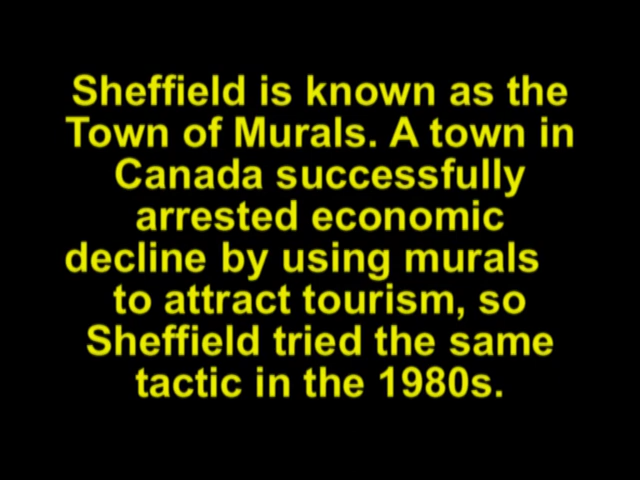 Sheffield is known as the
Town of Murals. A town in
Canada successfully
arrested economic
decline by using murals
to attract tourism, so
Sheffield tried the same
tactic in the 1980s.